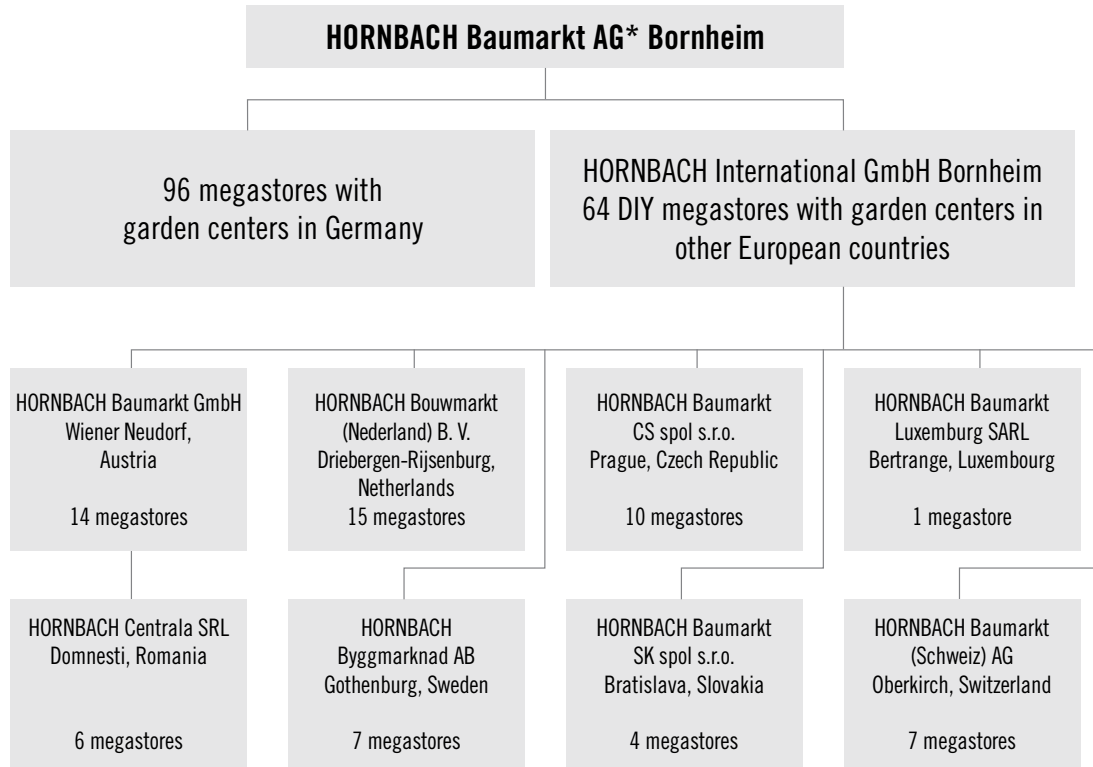 HORNBACH Baumarkt AG* Bornheim
96 megastores with
garden centers in Germany
HORNBACH International GmbH Bornheim
64 DIY megastores with garden centers in
other European countries
HORNBACH Baumarkt GmbH
Wiener Neudorf,
Austria
14 megastores
HORNBACH Bouwmarkt
(Nederland) B. V.
Driebergen-Rijsenburg,
Netherlands
15 megastores
HORNBACH Baumarkt
CS spol s.r.o.
Prague, Czech Republic
10 megastores
HORNBACH Baumarkt
Luxemburg SARL
Bertrange, Luxembourg
1 megastore
HORNBACH Centrala SRL
Domnesti, Romania
6 megastores
HORNBACH
Byggmarknad AB
Gothenburg, Sweden
7 megastores
HORNBACH Baumarkt
SK spol s.r.o.
Bratislava, Slovakia
4 megastores
HORNBACH Baumarkt
(Schweiz) AG
Oberkirch, Switzerland
7 megastores